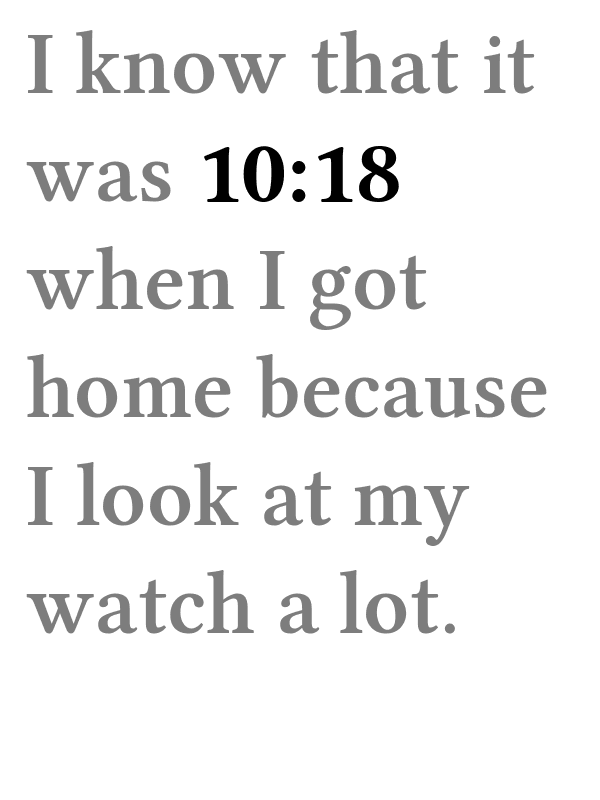 I know that it
was 10:18
when I got
home because
I look at my
watch a lot.